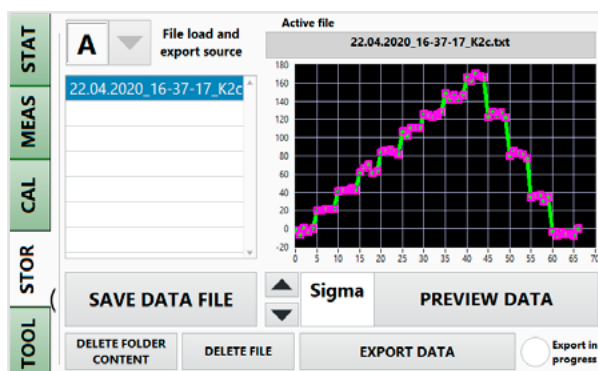 STAT
MEAS
CAL
STOR
TOOL
A
File load and
export source
22.04.2020_16-37-17_K2c
Active file
22.04.2020_16-37-17_K2c.txt
180
160
140
120
100
80
60
40
20
0
-20
0 5 10 15 20 25 30 35 40 45 50 55 60 65 70
SAVE DATA FILE
Sigma
PREVIEW DATA
DELETE FOLDER
CONTENT
DELETE FILE
EXPORT DATA
Export in
progress